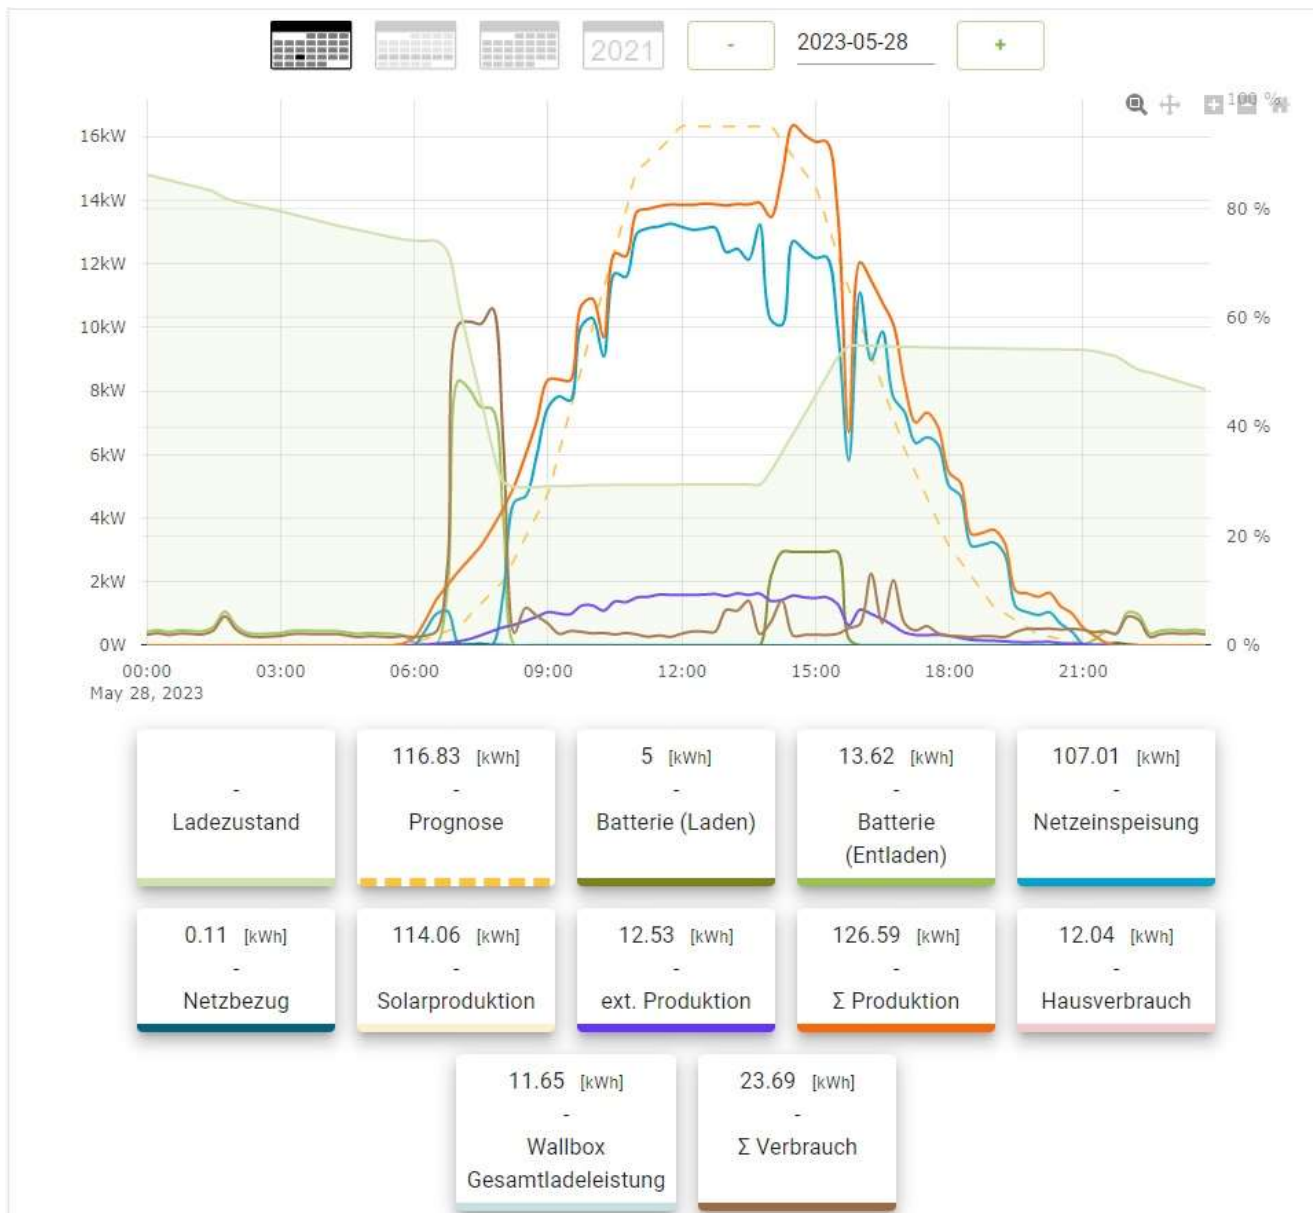 2021
-
2023-05-28
+
100 %
16kW
14kW
80 %
12kW
10kW
60 %
8kW
40 %
6kW
4kW
20 %
2kW
0W
0 %
00:00 03:00 06:00 09:00 12:00 15:00 18:00 21:00
May 28, 2023
-
Ladezustand
116.83 [kWh]
-
Prognose
5 [kWh]
-
Batterie (Laden)
13.62 [kWh]
-
Batterie
(Entladen)
107.01 [kWh]
-
Netzeinspeisung
0.11 [kWh]
-
Netzbezug
114.06 [kWh]
-
Solarproduktion
12.53 [kWh]
-
ext. Produktion
126.59 [kWh]
-
Σ Produktion
12.04 [kWh]
-
Hausverbrauch
11.65 [kWh]
-
Wallbox
Gesamtladeleistung
23.69 [kWh]
-
Σ Verbrauch